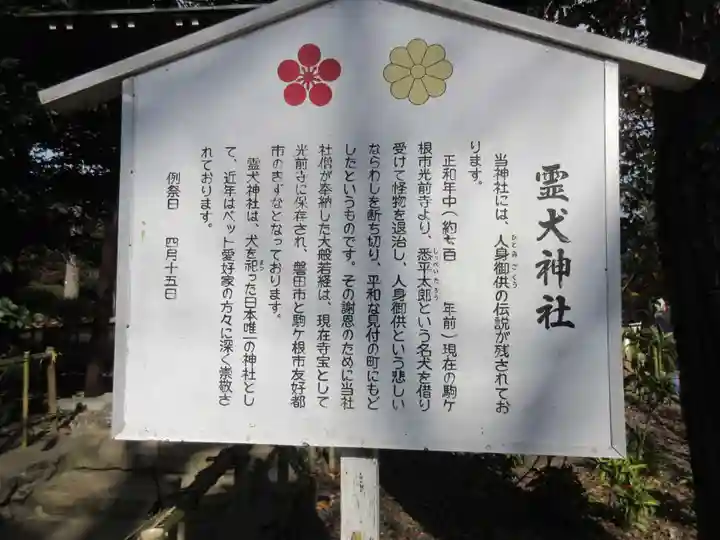 霊犬神社
当神社には、人身御供の伝説が残されてお
ります。
正和年中（約七百　年前）現在の駒ケ
根市光前寺より、悉平太郎という名犬を借り
受けて怪物を退治し、人身御供という悲しい
ならわしを断ち切り、平和な見付の町にもど
したというものです。その謝恩のために当社
社僧が奉納した大般若経は、現在寺宝として
光前寺に保存され、磐田市と駒ケ根市友好都
市のきずなとなっております。
霊犬神社は、犬を祀った日本唯一の神社とし
て、近年はペット愛好家の方々に深く崇敬さ
れております。
例祭日　四月十五日